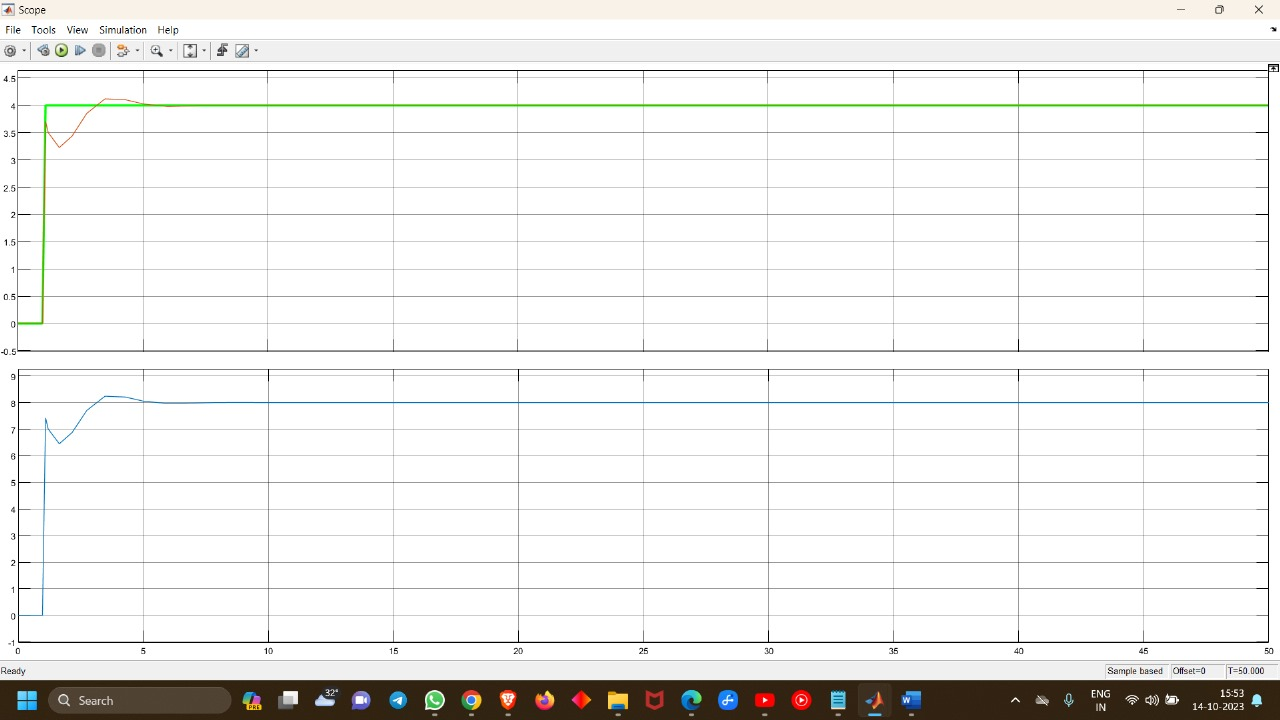 Scope
File Tools View Simulation Help
4.5
4
3.5
3
2.5
2
1.5
1
0.5
0
-0.5
9
8
7
6
5
4
3
2
1
0
-1
0 5 10 15 20 25 30 35 40 45 50
Ready
Sample based Offset=0 T=50.000
Search
PRE
32°
ENG
IN
15:53
14-10-2023